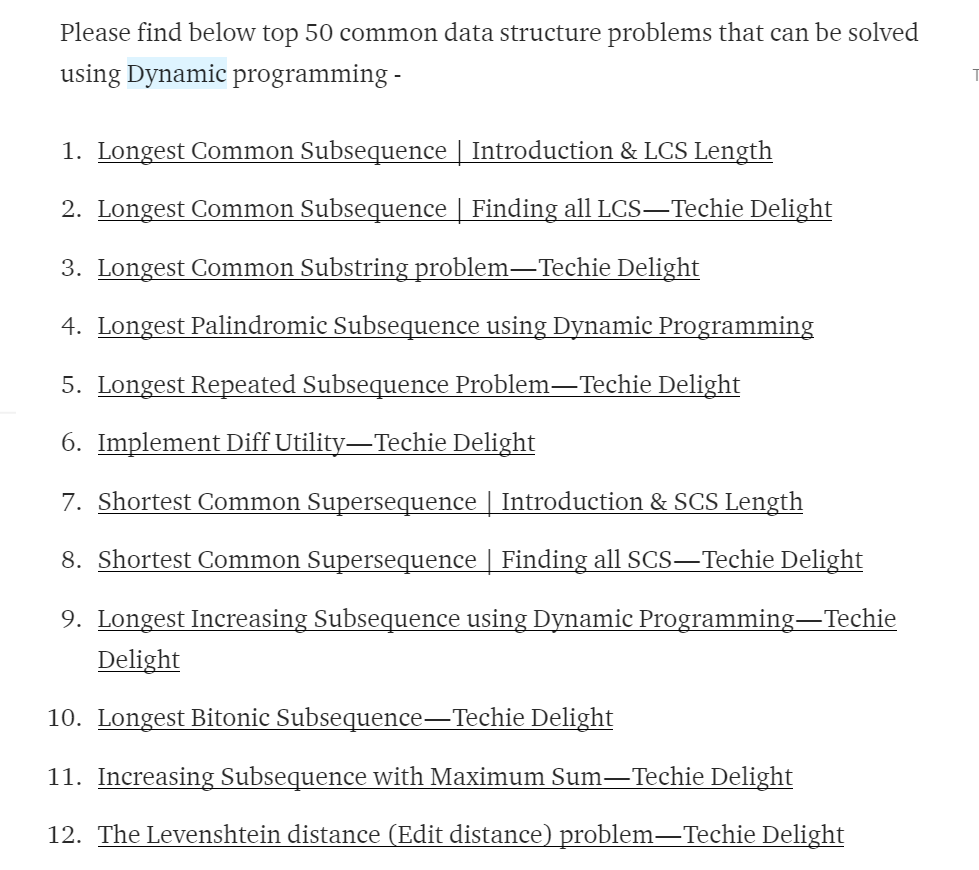 Please find below top 50 common data structure problems that can be solved
using Dynamic programming -
1. Longest Common Subsequence | Introduction & LCS Length
2. Longest Common Subsequence | Finding all LCS—Techie Delight
3. Longest Common Substring problem—Techie Delight
4. Longest Palindromic Subsequence using Dynamic Programming
5. Longest Repeated Subsequence Problem—Techie Delight
6. Implement Diff Utility—Techie Delight
7. Shortest Common Supersequence | Introduction & SCS Length
8. Shortest Common Supersequence | Finding all SCS—Techie Delight
9. Longest Increasing Subsequence using Dynamic Programming—Techie
Delight
10. Longest Bitonic Subsequence—Techie Delight
11. Increasing Subsequence with Maximum Sum—Techie Delight
12. The Levenshtein distance (Edit distance) problem—Techie Delight